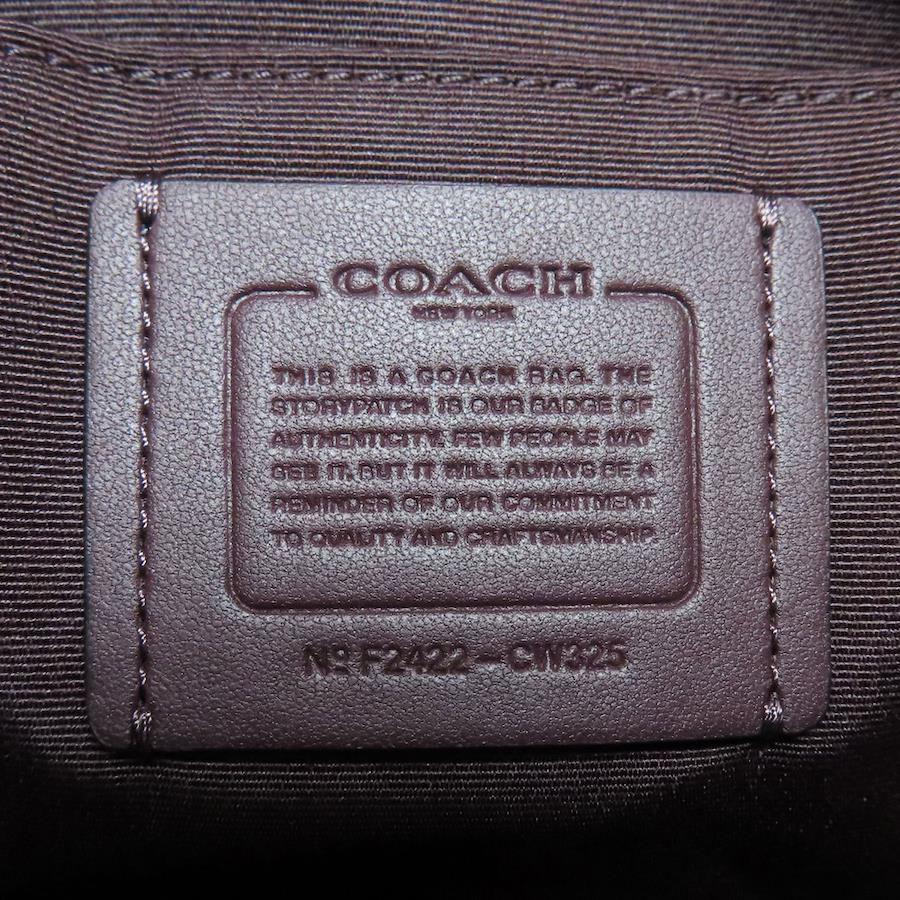 COACH
NEW YORK
THIS IS A COACH BAG. THE
STORYPATCH IS OUR BADGE OF
AUTHENTICITY. FEW PEOPLE MAY
SEE IT. BUT IT WILL ALWAYS BE A
REMINDER OF OUR COMMITMENT
TO QUALITY AND CRAFTSMANSHIP.
Nº F2422-CW325